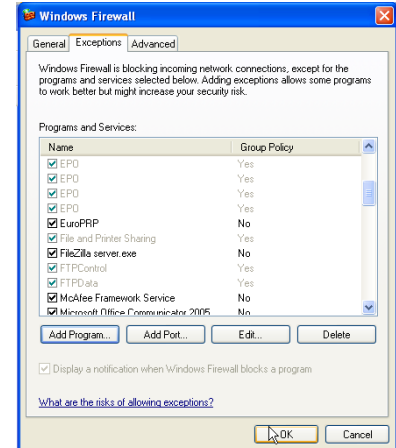 Windows Firewall
General Exceptions Advanced
Windows Firewall is blocking incoming network connections, except for the
programs and services selected below. Adding exceptions allows some programs
to work better but might increase your security risk.
Programs and Services:
Name Group Policy
EPO Yes
EPO Yes
EPO Yes
EPO Yes
EuroPRP No
File and Printer Sharing Yes
FileZilla server.exe No
FTPControl Yes
FTPData Yes
McAfee Framework Service No
Microsoft Office Communicator 2005 No
Add Program... Add Port... Edit... Delete
Display a notification when Windows Firewall blocks a program
What are the risks of allowing exceptions?
OK Cancel